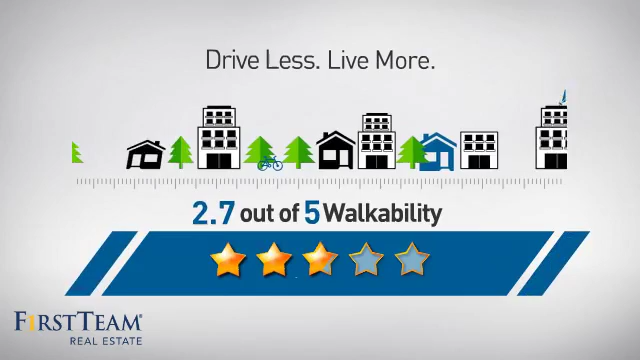 Drive Less. Live More.
2.7 out of 5 Walkability
FIRSTTEAM®
REAL ESTATE